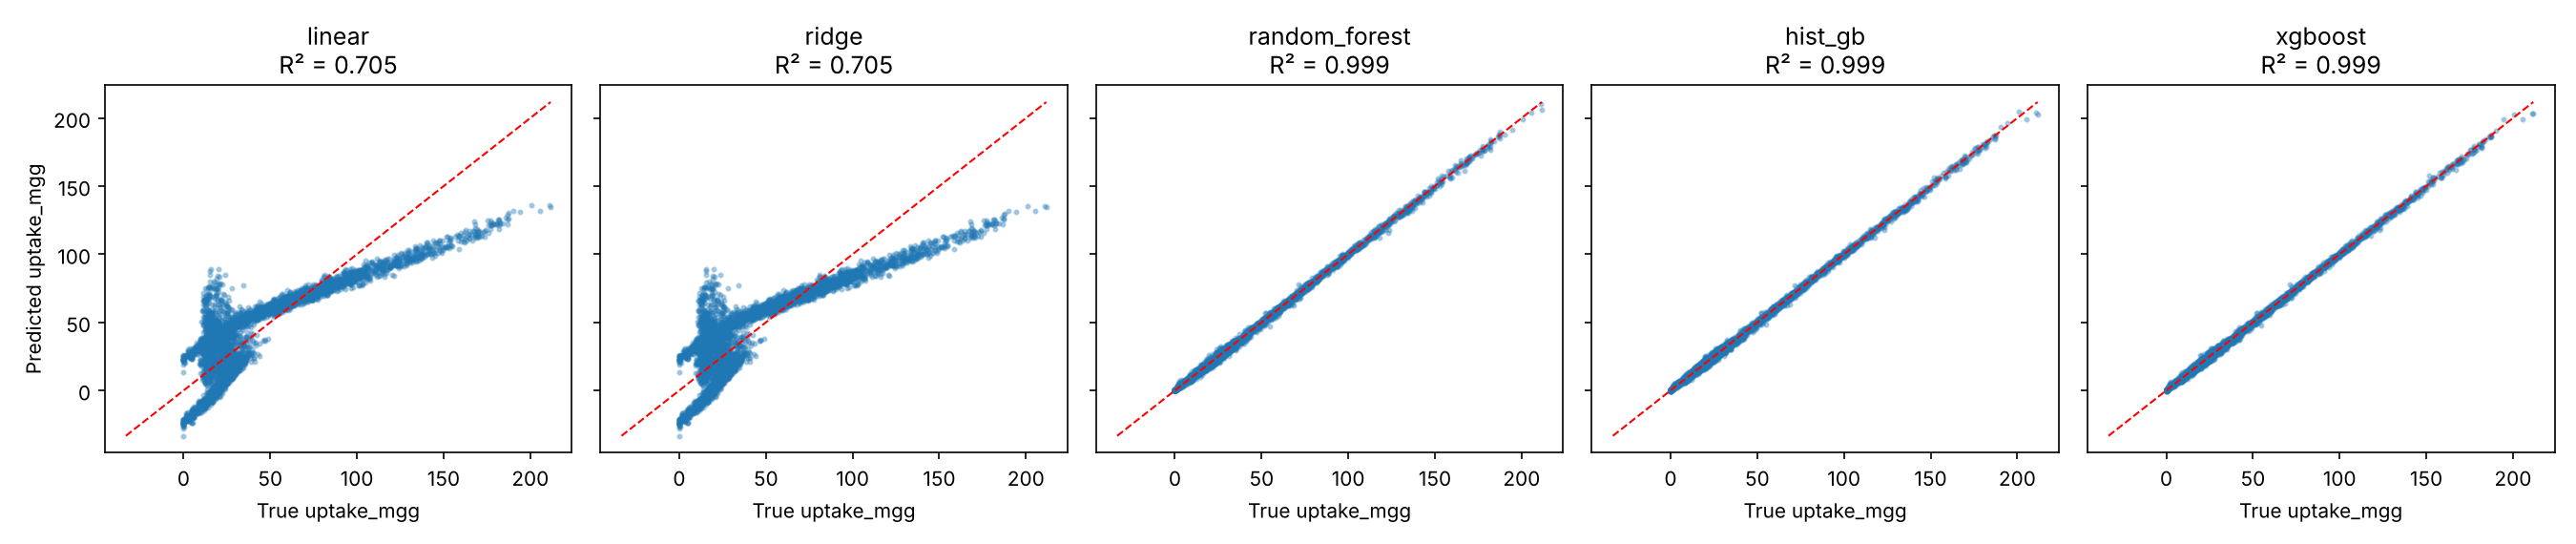 linear
R² = 0.705
ridge
R² = 0.705
random_forest
R² = 0.999
hist_gb
R² = 0.999
xgboost
R² = 0.999
Predicted uptake_mgg
200
150
100
50
0
0 50 100 150 200
True uptake_mgg
0 50 100 150 200
True uptake_mgg
0 50 100 150 200
True uptake_mgg
0 50 100 150 200
True uptake_mgg
0 50 100 150 200
True uptake_mgg